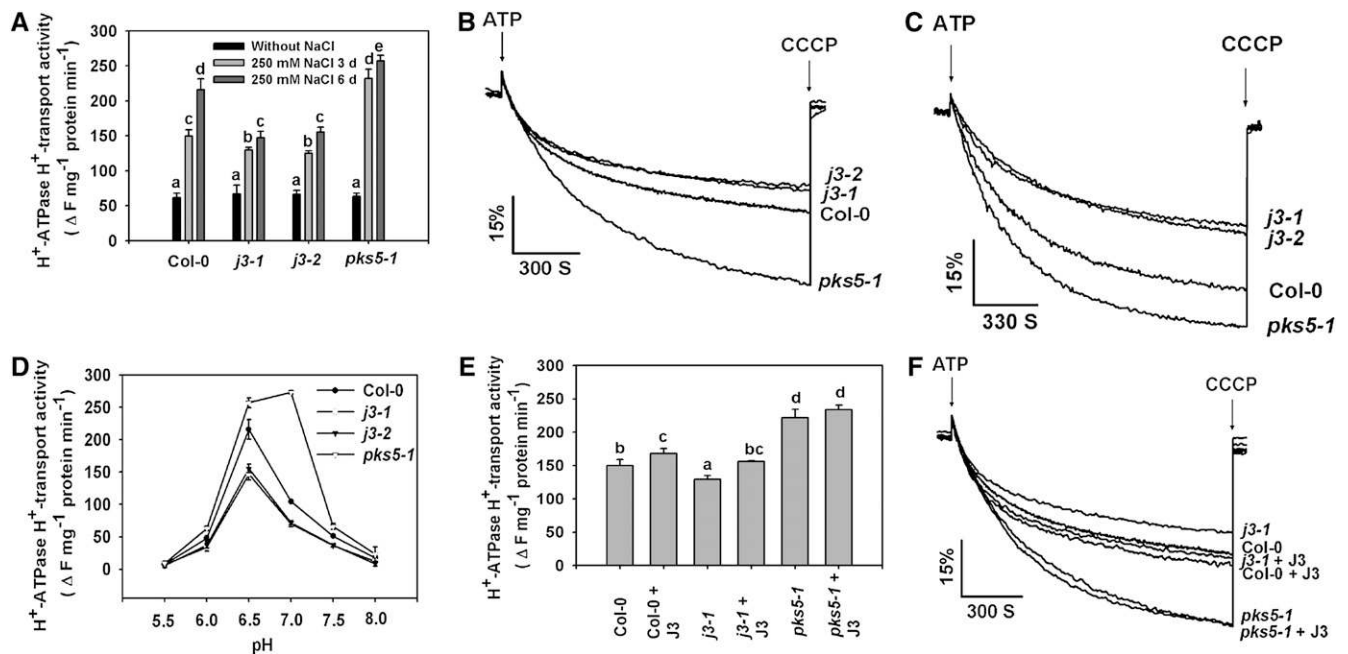 A
H+-ATPase H+-transport activity
( Δ F mg-1 protein min-1)
300
250
200
150
100
50
0
Without NaCl
250 mM NaCl 3 d
250 mM NaCl 6 d
a
c
d
a
b
c
a
b
c
a
d
e
Col-0
j3-1
j3-2
pks5-1
B
ATP
CCCP
15%
300 S
j3-2
j3-1
Col-0
pks5-1
C
ATP
CCCP
15%
330 S
j3-1
j3-2
Col-0
pks5-1
D
H+-ATPase H+-transport activity
( Δ F mg-1 protein min-1)
300
250
200
150
100
50
0
Col-0
j3-1
j3-2
pks5-1
5.5
6.0
6.5
7.0
7.5
8.0
pH
E
H+-ATPase H+-transport activity
( Δ F mg-1 protein min-1)
300
250
200
150
100
50
0
b
c
a
bc
d
d
Col-0
Col-0 +
J3
j3-1
j3-1 +
J3
pks5-1
pks5-1 +
J3
F
ATP
CCCP
15%
300 S
j3-1
Col-0
j3-1 + J3
Col-0 + J3
pks5-1
pks5-1 + J3